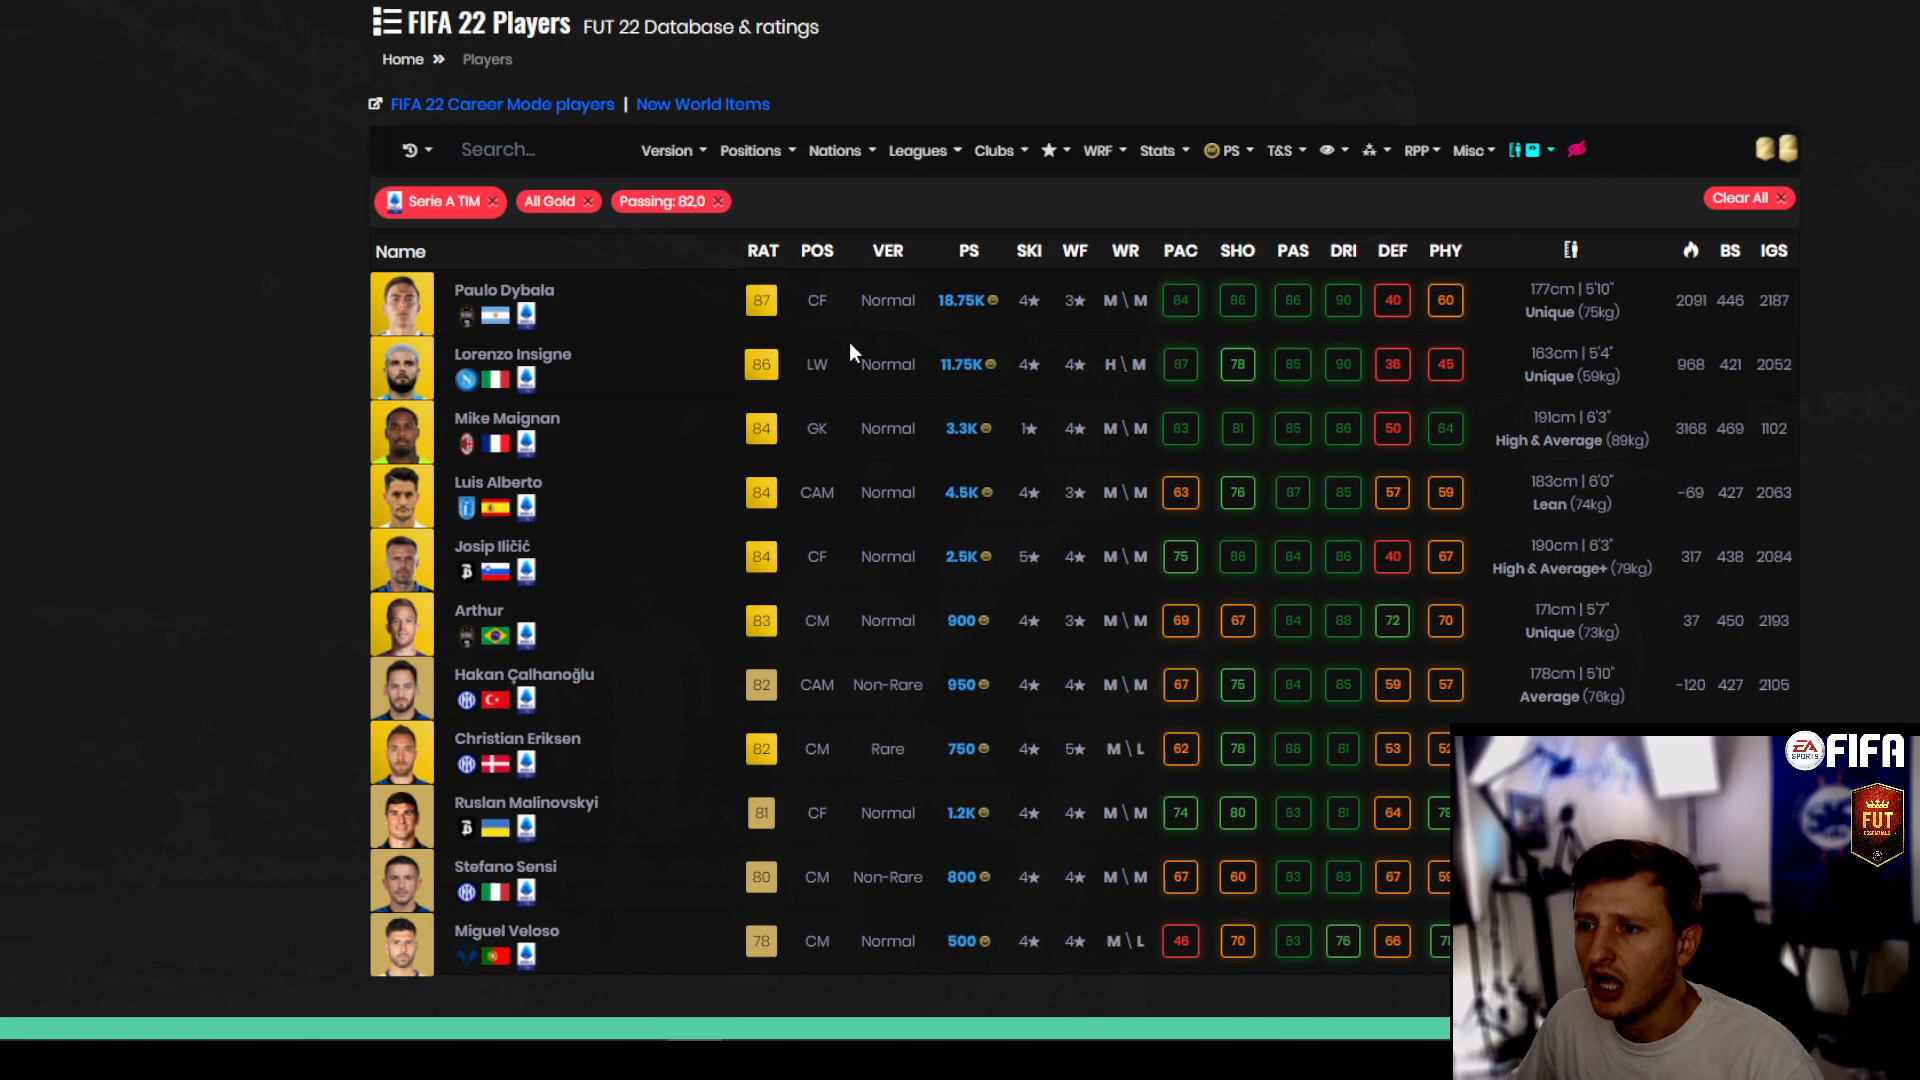 FIFA 22 Players FUT 22 Database & ratings
Home » Players
FIFA 22 Career Mode players | New World Items
Search... Version Positions Nations Leagues Clubs WRF Stats PS T&S RPP Misc
Serie A TIM × All Gold × Passing: 82,0 × Clear All ×
Name RAT POS VER PS SKI WF WR PAC SHO PAS DRI DEF PHY BS IGS
Paulo Dybala 87 CF Normal 18.75K 4★ 3★ M \ M 84 86 86 90 40 60 177cm | 5'10" Unique (75kg) 2091 446 2187
Lorenzo Insigne 86 LW Normal 11.75K 4★ 4★ H \ M 87 78 85 90 36 45 163cm | 5'4" Unique (59kg) 968 421 2052
Mike Maignan 84 GK Normal 3.3K 1★ 4★ M \ M 83 81 85 86 50 84 191cm | 6'3" High & Average (89kg) 3168 469 1102
Luis Alberto 84 CAM Normal 4.5K 4★ 3★ M \ M 63 76 87 85 57 59 183cm | 6'0" Lean (74kg) -69 427 2063
Josip Iličić 84 CF Normal 2.5K 5★ 4★ M \ M 75 86 84 86 40 67 190cm | 6'3" High & Average+ (79kg) 317 438 2084
Arthur 83 CM Normal 900 4★ 3★ M \ M 69 67 84 88 72 70 171cm | 5'7" Unique (73kg) 37 450 2193
Hakan Çalhanoğlu 82 CAM Non-Rare 950 4★ 4★ M \ M 67 75 84 85 59 57 178cm | 5'10" Average (76kg) -120 427 2105
Christian Eriksen 82 CM Rare 750 4★ 5★ M \ L 62 78 88 81 53 52
Ruslan Malinovskyi 81 CF Normal 1.2K 4★ 4★ M \ M 74 80 83 81 64 79
Stefano Sensi 80 CM Non-Rare 800 4★ 4★ M \ M 67 60 83 83 67 59
Miguel Veloso 78 CM Normal 500 4★ 4★ M \ L 46 70 83 76 66 71
EA SPORTS FIFA
FUT
ESSENTIALS